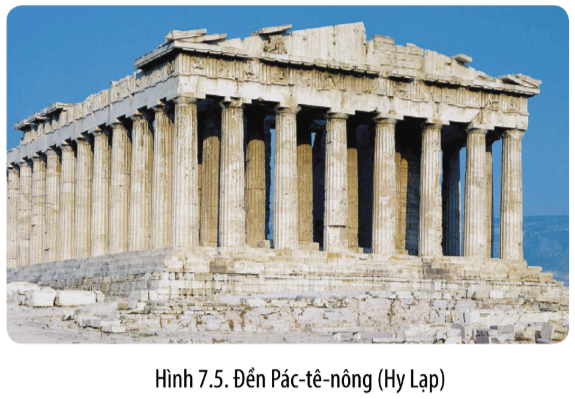 Hình 7.5. Đền Pác-tê-nông (Hy Lạp)